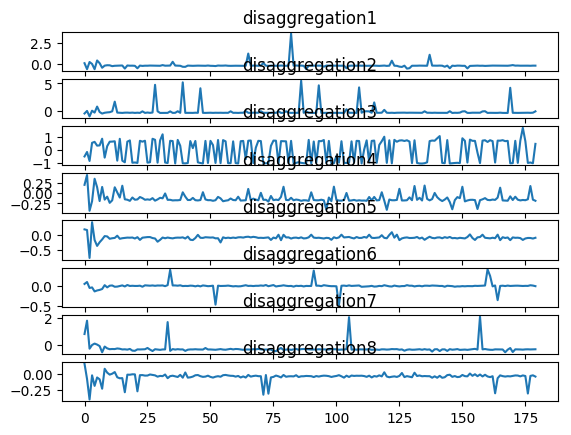 disaggregation1
2.5
0.0
disaggregation2
5
0
disaggregation3
1
0
−1
disaggregation4
0.25
0.00
−0.25
disaggregation5
0.0
−0.5
disaggregation6
0.0
−0.5
disaggregation7
2
0
disaggregation8
0.00
−0.25
0 25 50 75 100 125 150 175